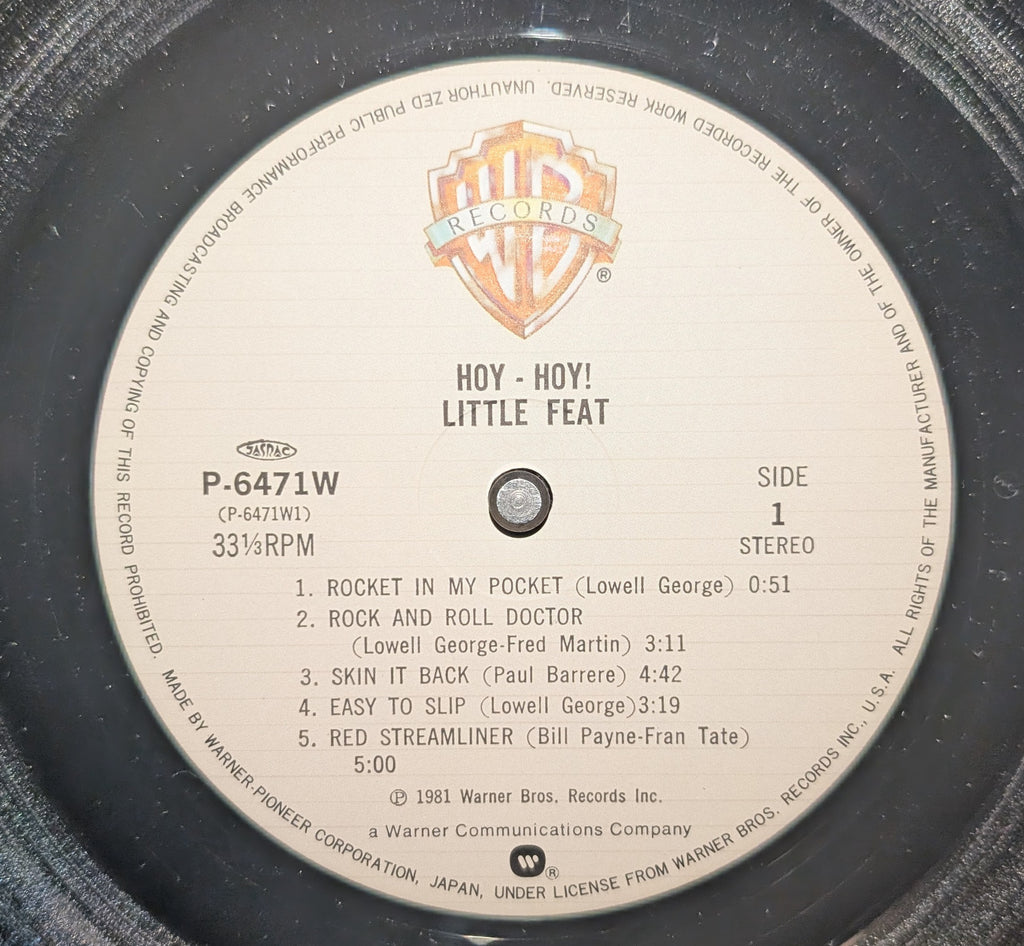 WB
RECORDS
®
HOY - HOY!
LITTLE FEAT
JASRAC
P-6471W
(P-6471W1)
33⅓RPM
SIDE
1
STEREO
1. ROCKET IN MY POCKET (Lowell George) 0:51
2. ROCK AND ROLL DOCTOR
(Lowell George-Fred Martin) 3:11
3. SKIN IT BACK (Paul Barrere) 4:42
4. EASY TO SLIP (Lowell George)3:19
5. RED STREAMLINER (Bill Payne-Fran Tate)
5:00
℗ 1981 Warner Bros. Records Inc.
a Warner Communications Company
W ®
MADE BY WARNER-PIONEER CORPORATION, JAPAN, UNDER LICENSE FROM WARNER BROS. RECORDS INC., U.S.A. ALL RIGHTS OF THE MANUFACTURER AND OF THE OWNER OF THE RECORDED WORK RESERVED. UNAUTHOR ZED PUBLIC PERFORMANCE BROADCASTING AND COPYING OF THIS RECORD PROHIBITED.